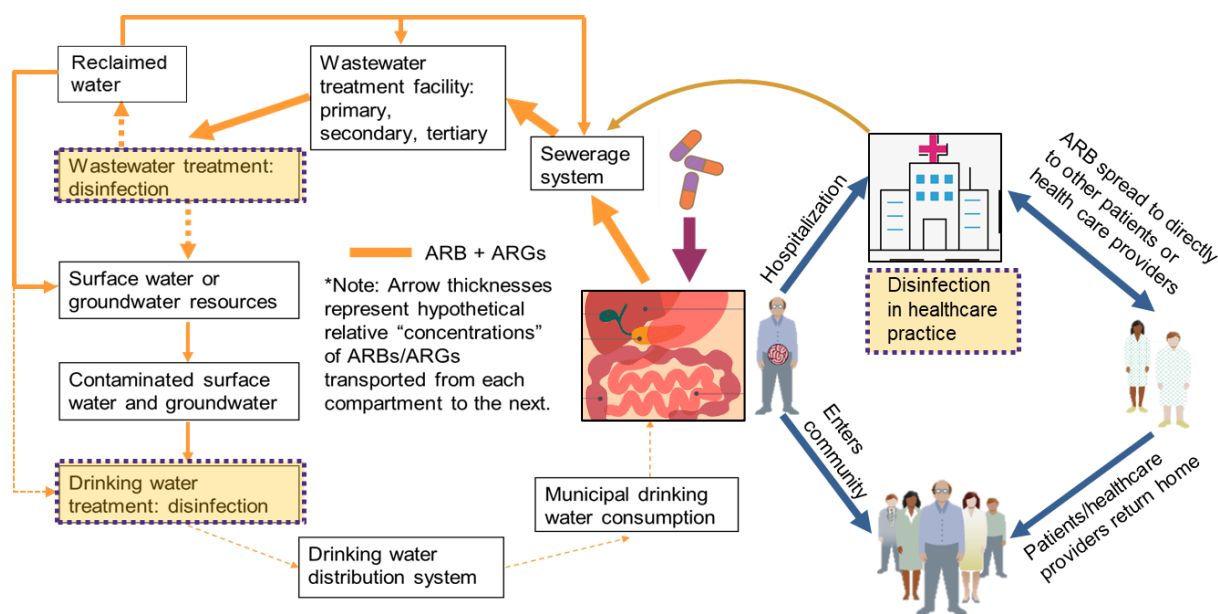 Reclaimed
water
Wastewater
treatment facility:
primary,
secondary, tertiary
Sewerage
system
Wastewater treatment:
disinfection
ARB + ARGs
*Note: Arrow thicknesses
represent hypothetical
relative “concentrations”
of ARBs/ARGs
transported from each
compartment to the next.
Surface water or
groundwater resources
Contaminated surface
water and groundwater
Drinking water
treatment: disinfection
Drinking water
distribution system
Municipal drinking
water consumption
Hospitalization
Disinfection
in healthcare
practice
ARB spread to directly
to other patients or
health care providers
Enters
community
Patients/healthcare
providers return home